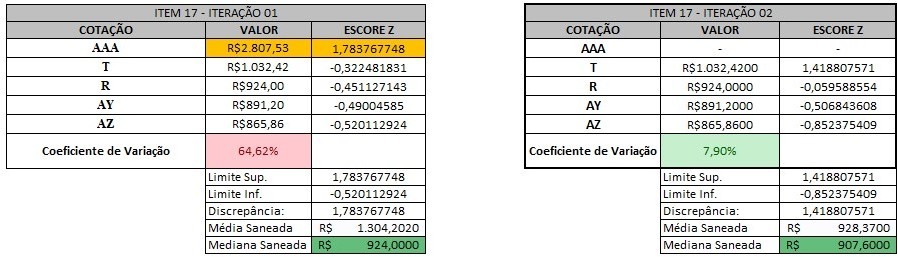 ITEM 17 - ITERAÇÃO 01
COTAÇÃO VALOR ESCORE Z
AAA R$2.807,53 1,783767748
T R$1.032,42 -0,322481831
R R$924,00 -0,451127143
AY R$891,20 -0,49004585
AZ R$865,86 -0,520112924
Coeficiente de Variação 64,62%
Limite Sup. 1,783767748
Limite Inf. -0,520112924
Discrepância: 1,783767748
Média Saneada R$ 1.304,2020
Mediana Saneada R$ 924,0000
ITEM 17 - ITERAÇÃO 02
COTAÇÃO VALOR ESCORE Z
AAA - -
T R$1.032,4200 1,418807571
R R$924,0000 -0,059588554
AY R$891,2000 -0,506843608
AZ R$865,8600 -0,852375409
Coeficiente de Variação 7,90%
Limite Sup. 1,418807571
Limite Inf. -0,852375409
Discrepância: 1,418807571
Média Saneada R$ 928,3700
Mediana Saneada R$ 907,6000